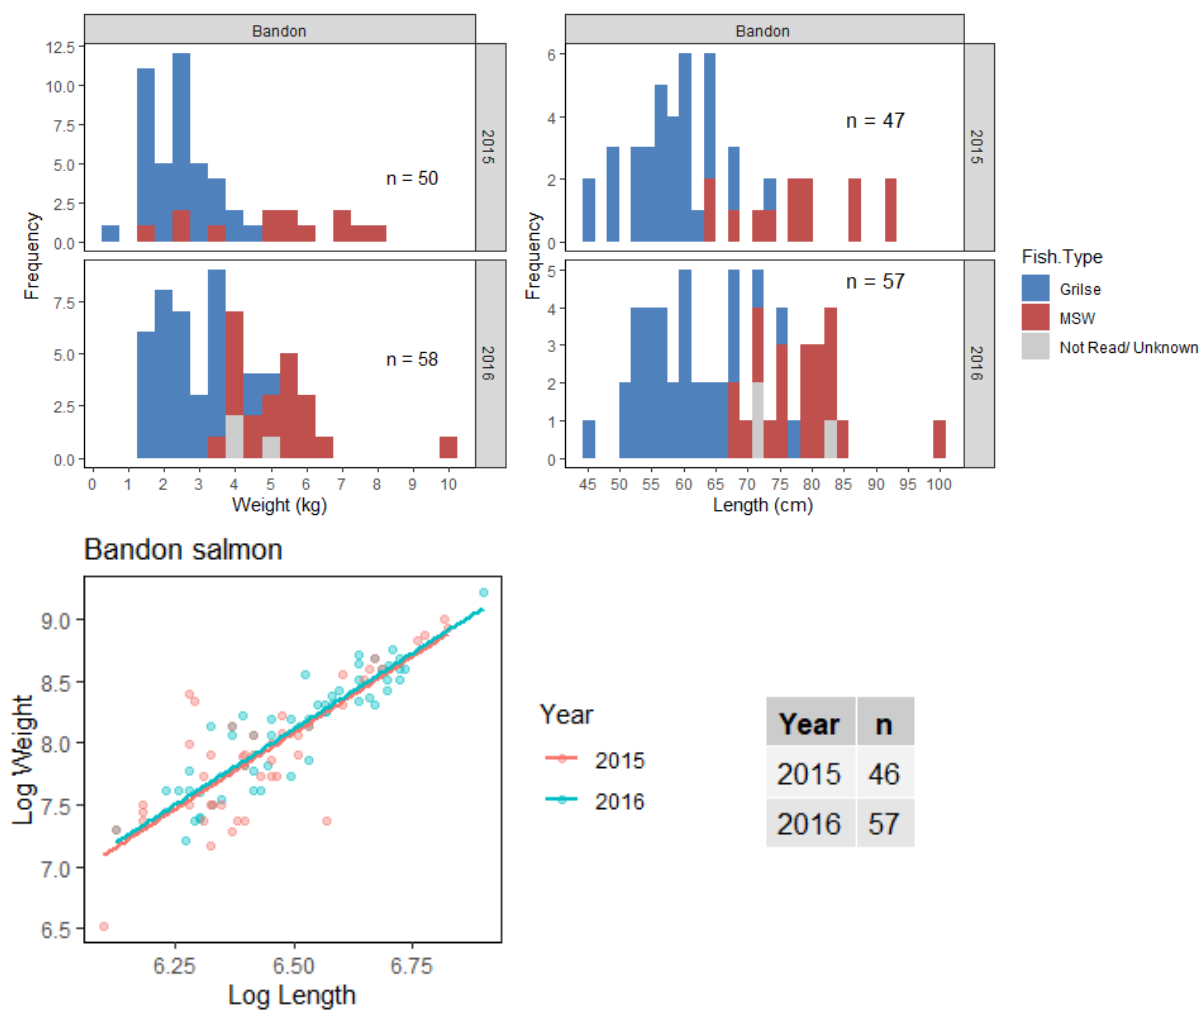 Bandon
12.5
10.0
7.5
5.0
2.5
0.0
n = 50
2015
Frequency
7.5
5.0
2.5
0.0
n = 58
2016
0 1 2 3 4 5 6 7 8 9 10
Weight (kg)
Bandon
6
4
2
0
n = 47
2015
Frequency
5
4
3
2
1
0
n = 57
2016
45 50 55 60 65 70 75 80 85 90 95 100
Length (cm)
Fish.Type
Grilse
MSW
Not Read/ Unknown
Bandon salmon
9.0
8.5
8.0
7.5
7.0
6.5
Log Weight
6.25 6.50 6.75
Log Length
Year
2015
2016
Year n
2015 46
2016 57